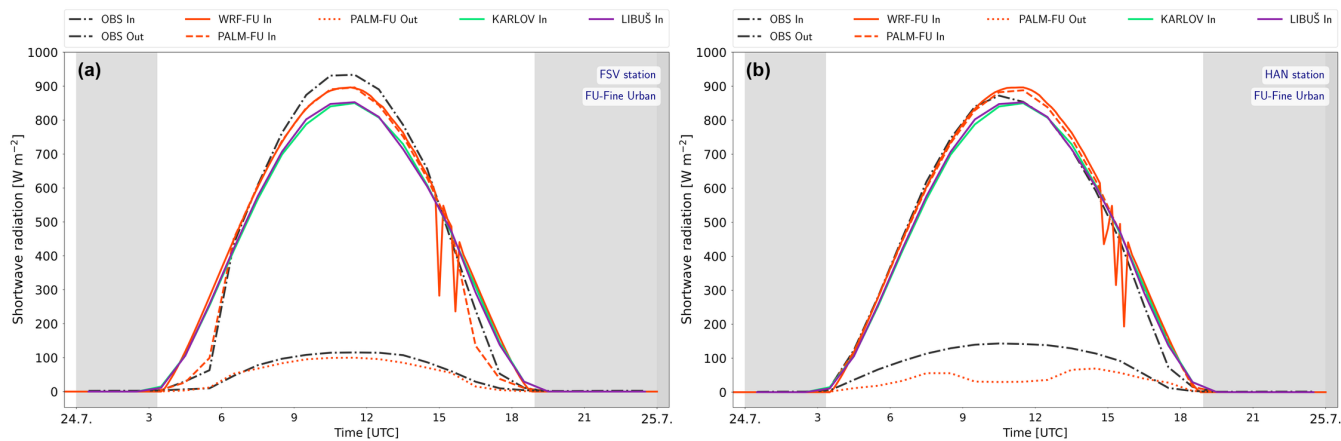 OBS In
WRF-FU In
PALM-FU Out
KARLOV In
LIBUŠ In
OBS Out
PALM-FU In
(a)
FSV station
FU-Fine Urban
1000
900
800
700
600
500
400
300
200
100
0
Shortwave radiation [W m⁻²]
24.7. 3 6 9 12 15 18 21 25.7.
Time [UTC]
OBS In
WRF-FU In
PALM-FU Out
KARLOV In
LIBUŠ In
OBS Out
PALM-FU In
(b)
HAN station
FU-Fine Urban
1000
900
800
700
600
500
400
300
200
100
0
Shortwave radiation [W m⁻²]
24.7. 3 6 9 12 15 18 21 25.7.
Time [UTC]